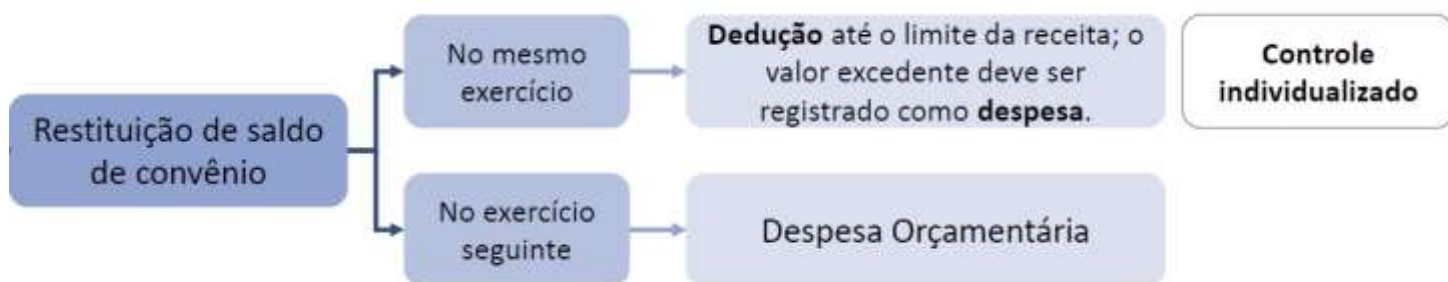 Restituição de saldo
de convênio
No mesmo
exercício
Dedução até o limite da receita; o
valor excedente deve ser
registrado como despesa.
Controle
individualizado
No exercício
seguinte
Despesa Orçamentária